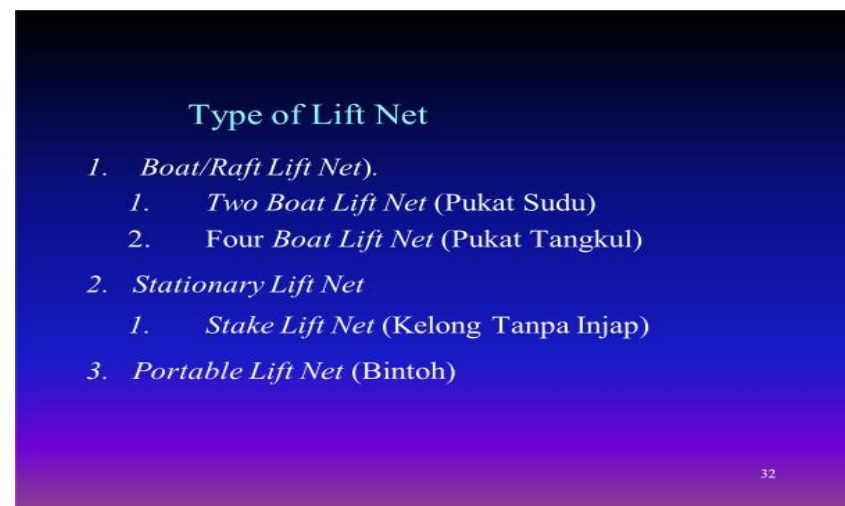 Type of Lift Net
1. Boat/Raft Lift Net).
1. Two Boat Lift Net (Pukat Sudu)
2. Four Boat Lift Net (Pukat Tangkul)
2. Stationary Lift Net
1. Stake Lift Net (Kelong Tanpa Injap)
3. Portable Lift Net (Bintoh)
32